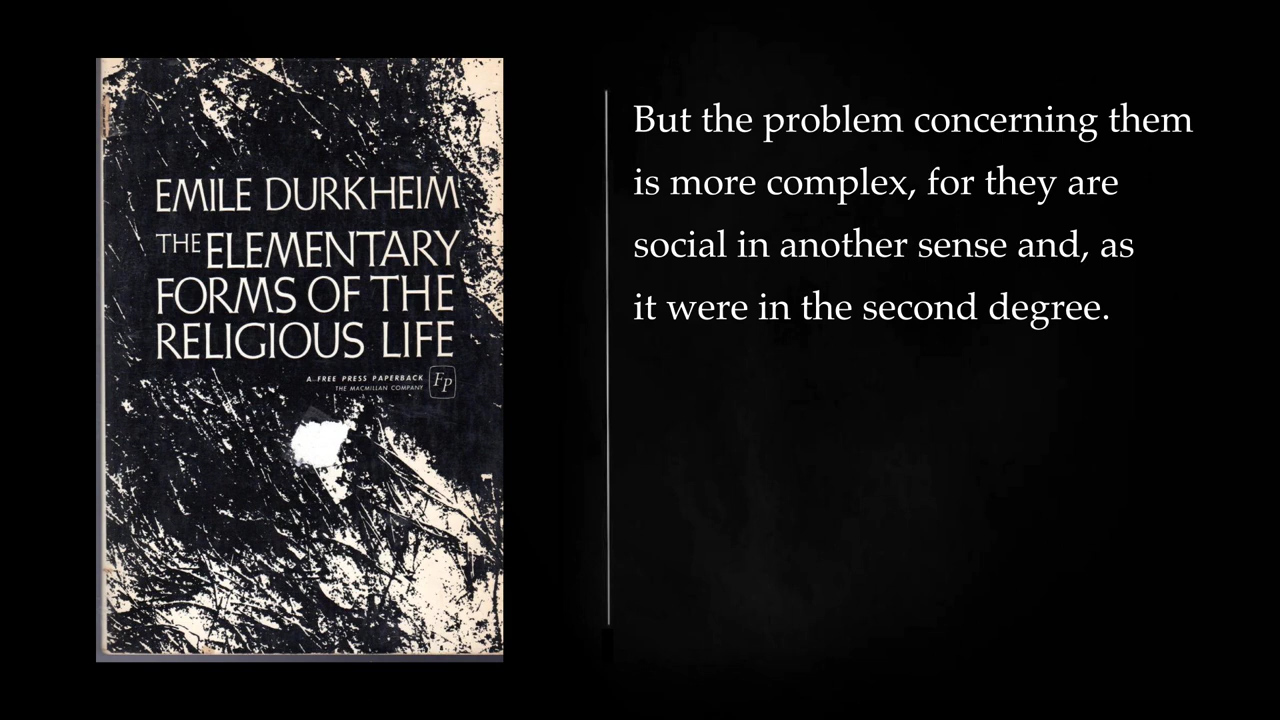 EMILE DURKHEIM
THE ELEMENTARY
FORMS OF THE
RELIGIOUS LIFE
A FREE PRESS PAPERBACK
THE MACMILLAN COMPANY
Fp
But the problem concerning them
is more complex, for they are
social in another sense and, as
it were in the second degree.